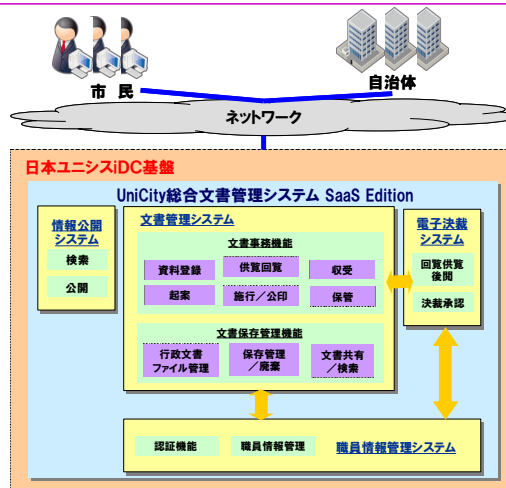 市 民
自治体
ネットワーク
日本ユニシスiDC基盤
UniCity総合文書管理システム SaaS Edition
情報公開
システム
検索
公開
文書管理システム
文書事務機能
資料登録
供覧回覧
収受
起案
施行／公印
保管
文書保存管理機能
行政文書
ファイル管理
保存管理
／廃棄
文書共有
／検索
電子決裁
システム
回覧供覧
後閲
決裁承認
認証機能
職員情報管理
職員情報管理システム